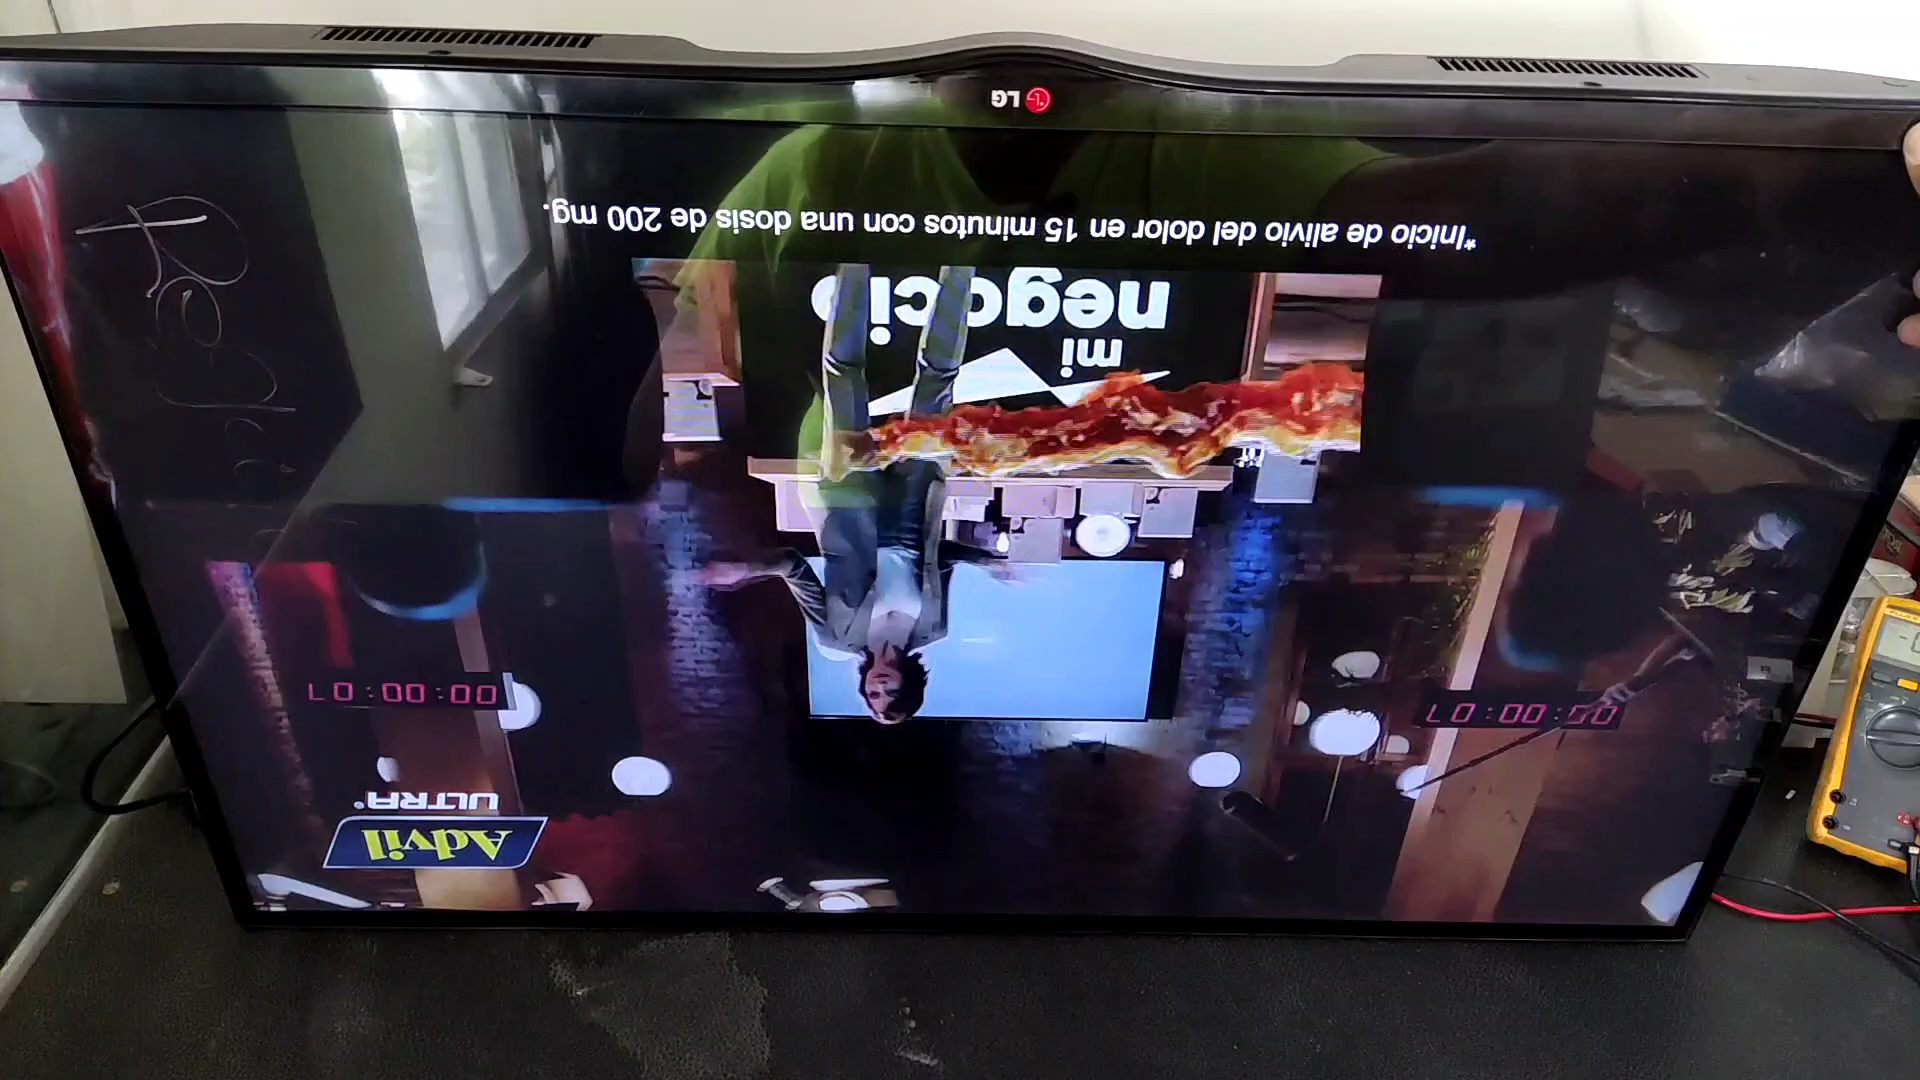 Advil
ULTRA®
00:00:07
00:00:07
mi
negocio
*Inicio de alivio del dolor en 15 minutos con una dosis de 200 mg.
LG